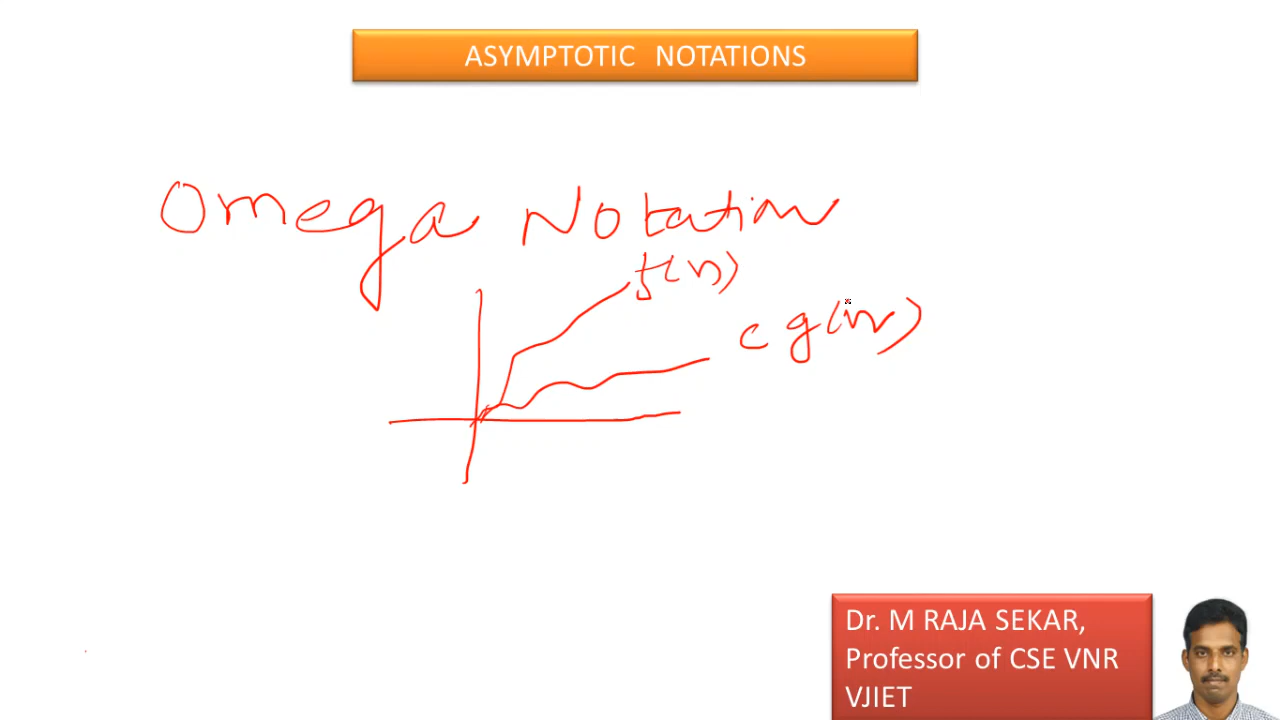 ASYMPTOTIC NOTATIONS
Omega Notation
f(n)
c g(n)
Dr. M RAJA SEKAR,
Professor of CSE VNR
VJIET